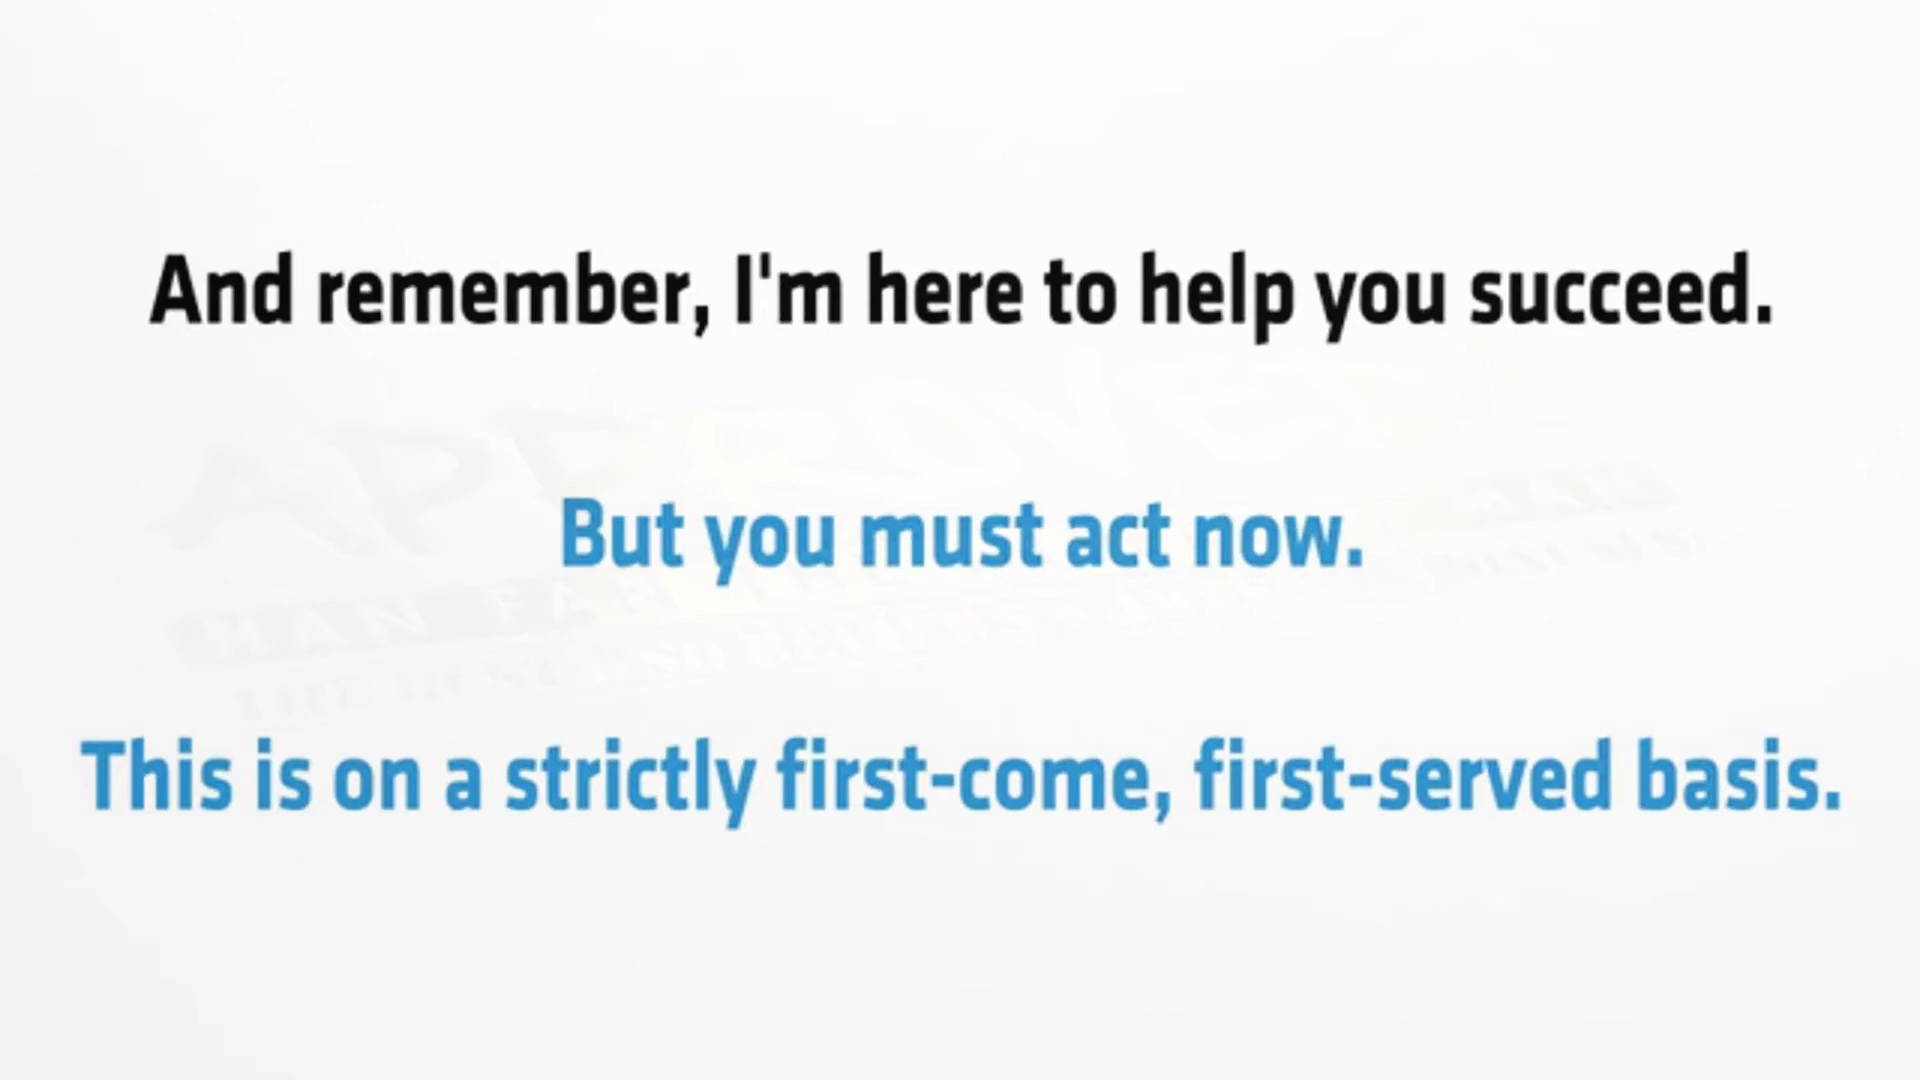 And remember, I'm here to help you succeed.
APPROVED
But you must act now.
This is on a strictly first-come, first-served basis.